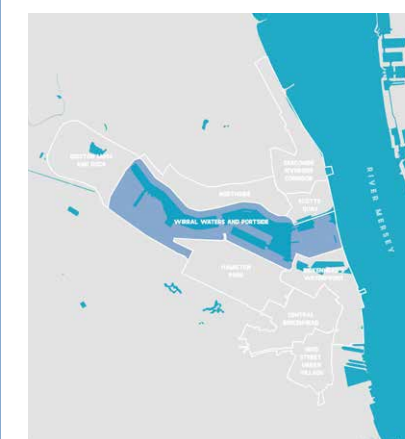 BIDSTON MOSS
AND DOCK
SEACOMBE
RIVERSIDE
CORRIDOR
NORTHSIDE
SCOTTS
QUAY
WIRRAL WATERS AND PORTSIDE
RIVER MERSEY
HAMILTON
PARK
BIRKENHEAD
WATERFRONT
CENTRAL
BIRKENHEAD
HIND
STREET
URBAN
VILLAGE